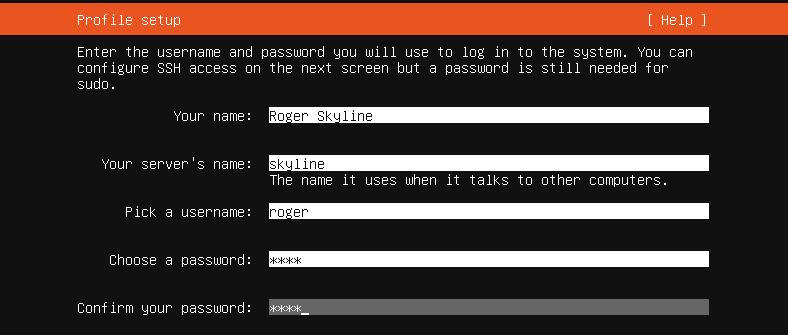 Profile setup [ Help ]
Enter the username and password you will use to log in to the system. You can
configure SSH access on the next screen but a password is still needed for
sudo.
Your name: Roger Skyline
Your server's name: skyline
The name it uses when it talks to other computers.
Pick a username: roger
Choose a password: ****
Confirm your password: ****_